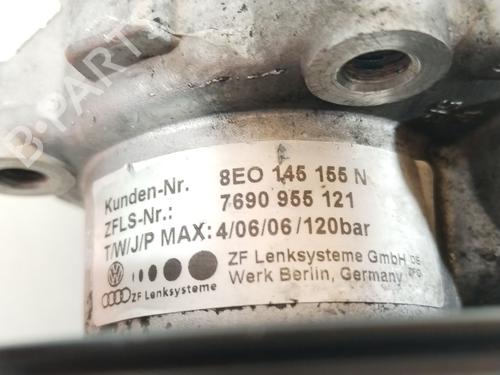 Kunden-Nr. 8EO 145 155 N
ZFLS-Nr.: 7690 955 121
T/W/J/P MAX: 4/06/06/120bar
ZF Lenksysteme
ZF Lenksysteme GmbH
Werk Berlin, Germany
B-PARTS